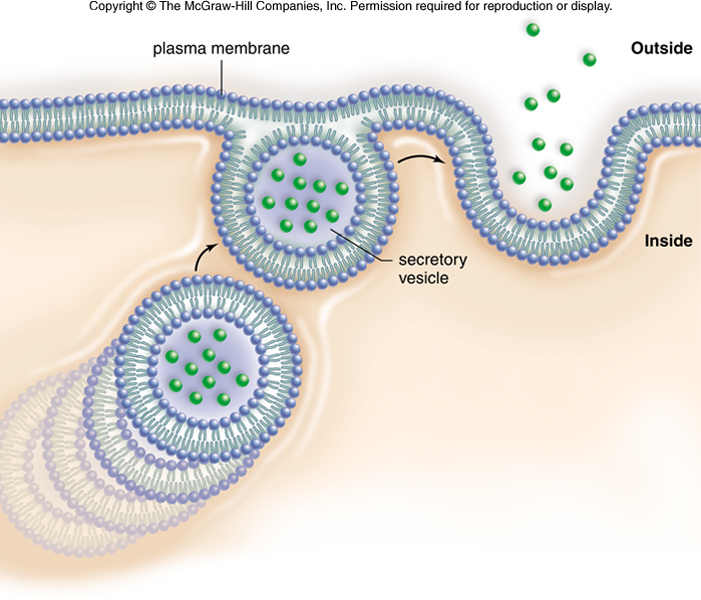 Copyright © The McGraw-Hill Companies, Inc. Permission required for reproduction or display.
plasma membrane
Outside
Inside
secretory
vesicle